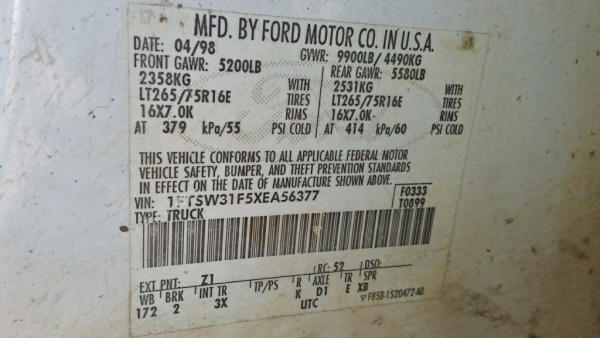 MFD. BY FORD MOTOR CO. IN U.S.A.
DATE: 04/98 GVWR: 9900LB/ 4490KG
FRONT GAWR: 5200LB REAR GAWR: 5580LB
2358KG WITH 2531KG WITH
LT265/75R16E TIRES LT265/75R16E TIRES
16X7.0K RIMS 16X7.0K RIMS
AT 379 kPa/55 PSI COLD AT 414 kPa/60 PSI COLD
THIS VEHICLE CONFORMS TO ALL APPLICABLE FEDERAL MOTOR
VEHICLE SAFETY, BUMPER, AND THEFT PREVENTION STANDARDS
IN EFFECT ON THE DATE OF MANUFACTURE SHOWN ABOVE.
VIN: 1FTSW31F5XEA56377 F0333
TYPE: TRUCK T0899
EXT PNT: Z1 RC: 52 DSO:
WB BRK INT TR TP/PS R AXLE TR SPR
172 2 3X K D1 E XB
UTC F85B-1520472-AB